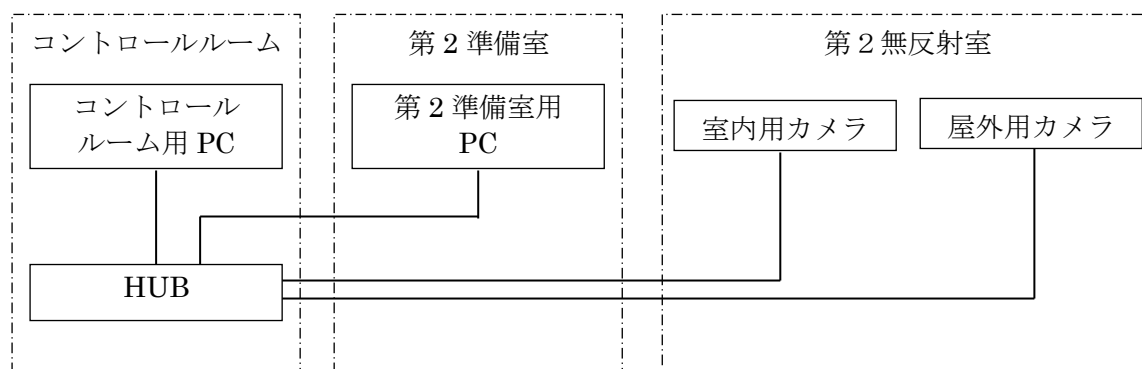 コントロールルーム
第 2 準備室
第２無反射室
コントロール
ルーム用 PC
第 2 準備室用
PC
室内用カメラ
屋外用カメラ
HUB